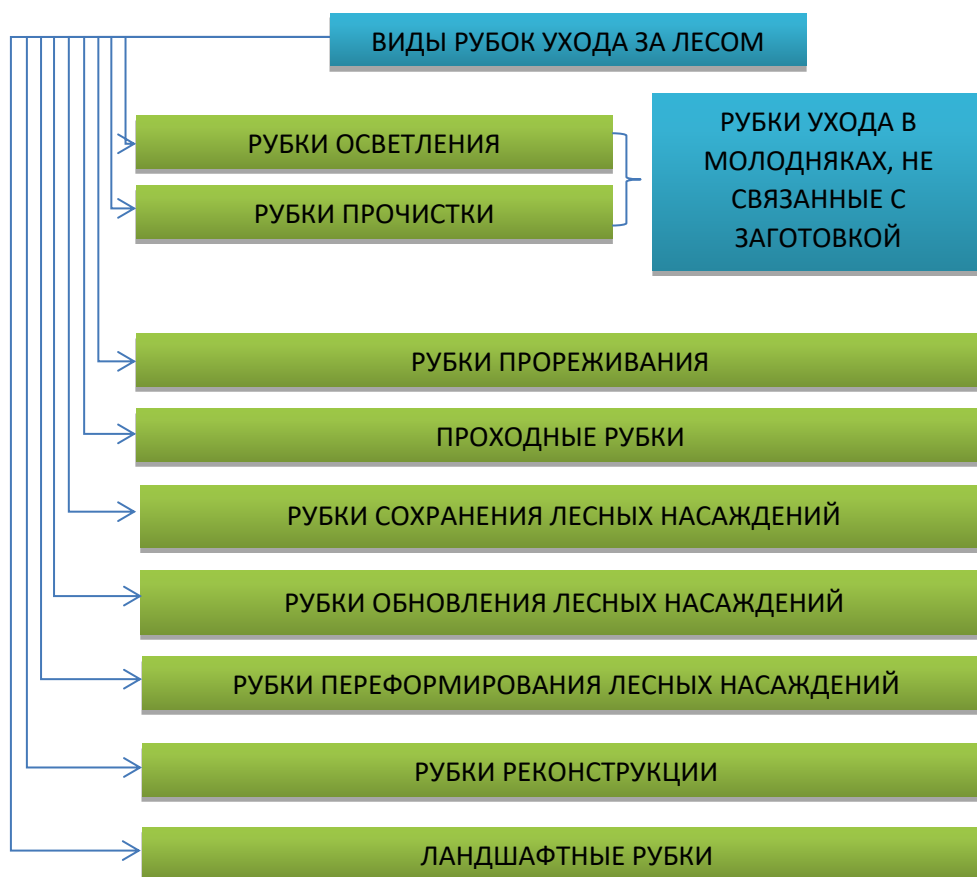 ВИДЫ РУБОК УХОДА ЗА ЛЕСОМ
РУБКИ ОСВЕТЛЕНИЯ
РУБКИ ПРОЧИСТКИ
РУБКИ УХОДА В
МОЛОДНЯКАХ, НЕ
СВЯЗАННЫЕ С
ЗАГОТОВКОЙ
РУБКИ ПРОРЕЖИВАНИЯ
ПРОХОДНЫЕ РУБКИ
РУБКИ СОХРАНЕНИЯ ЛЕСНЫХ НАСАЖДЕНИЙ
РУБКИ ОБНОВЛЕНИЯ ЛЕСНЫХ НАСАЖДЕНИЙ
РУБКИ ПЕРЕФОРМИРОВАНИЯ ЛЕСНЫХ НАСАЖДЕНИЙ
РУБКИ РЕКОНСТРУКЦИИ
ЛАНДШАФТНЫЕ РУБКИ